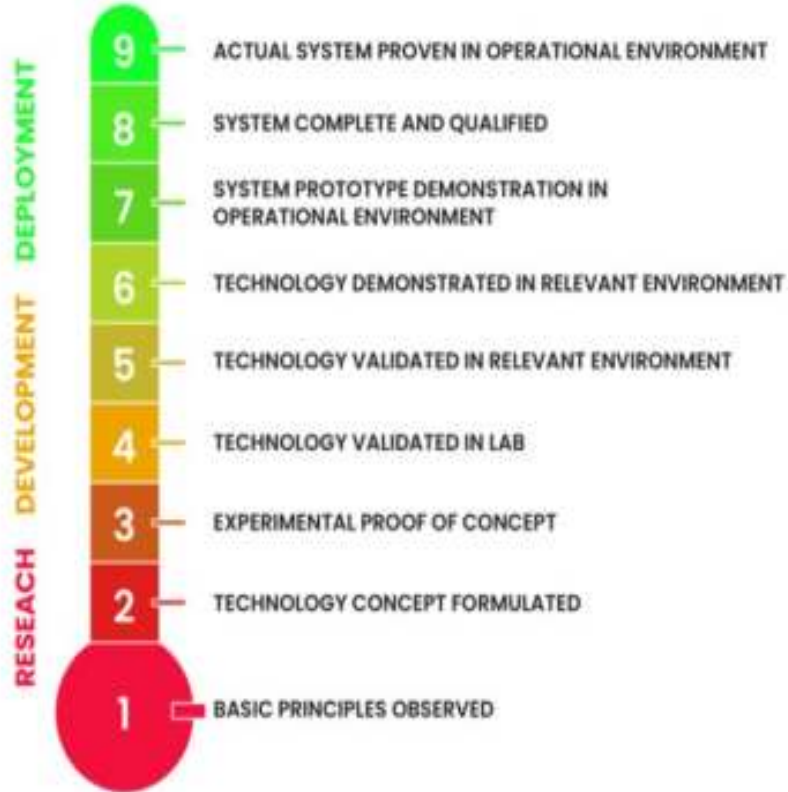 DEPLOYMENT
DEVELOPMENT
RESEACH
9 ACTUAL SYSTEM PROVEN IN OPERATIONAL ENVIRONMENT
8 SYSTEM COMPLETE AND QUALIFIED
7 SYSTEM PROTOTYPE DEMONSTRATION IN
OPERATIONAL ENVIRONMENT
6 TECHNOLOGY DEMONSTRATED IN RELEVANT ENVIRONMENT
5 TECHNOLOGY VALIDATED IN RELEVANT ENVIRONMENT
4 TECHNOLOGY VALIDATED IN LAB
3 EXPERIMENTAL PROOF OF CONCEPT
2 TECHNOLOGY CONCEPT FORMULATED
1 BASIC PRINCIPLES OBSERVED